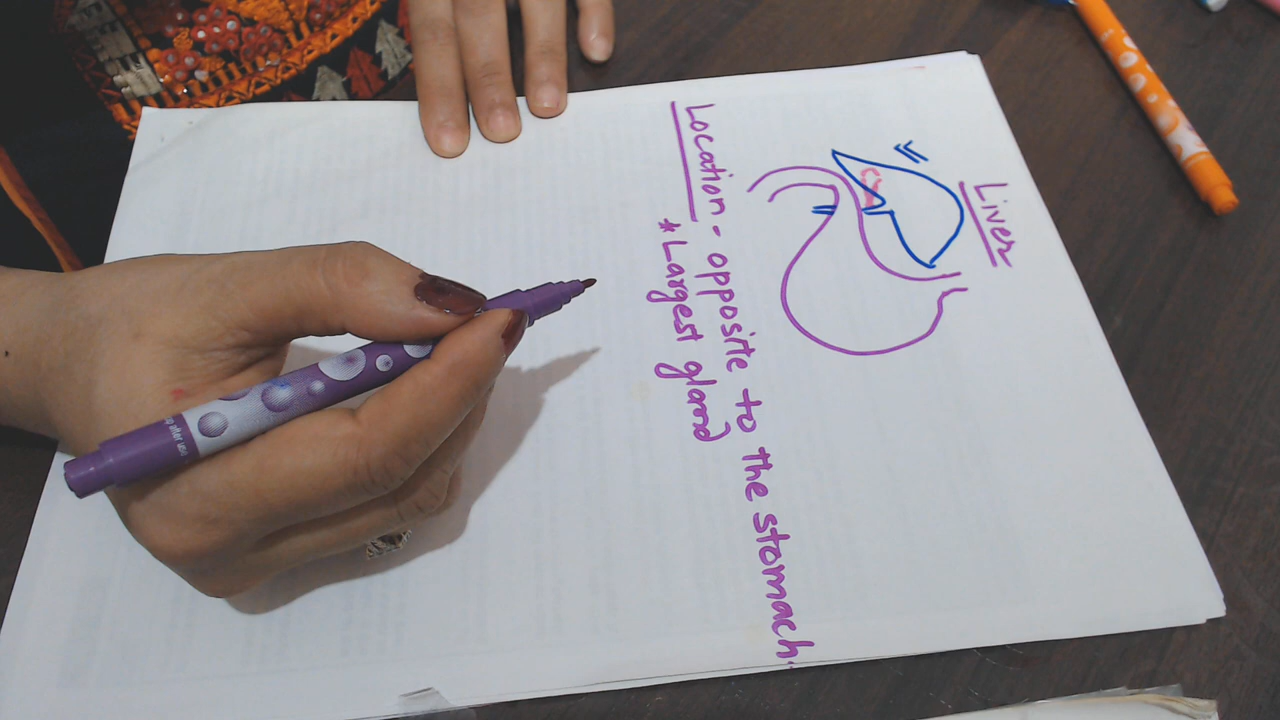 Liver
Location - opposite to the stomach.
* Largest gland